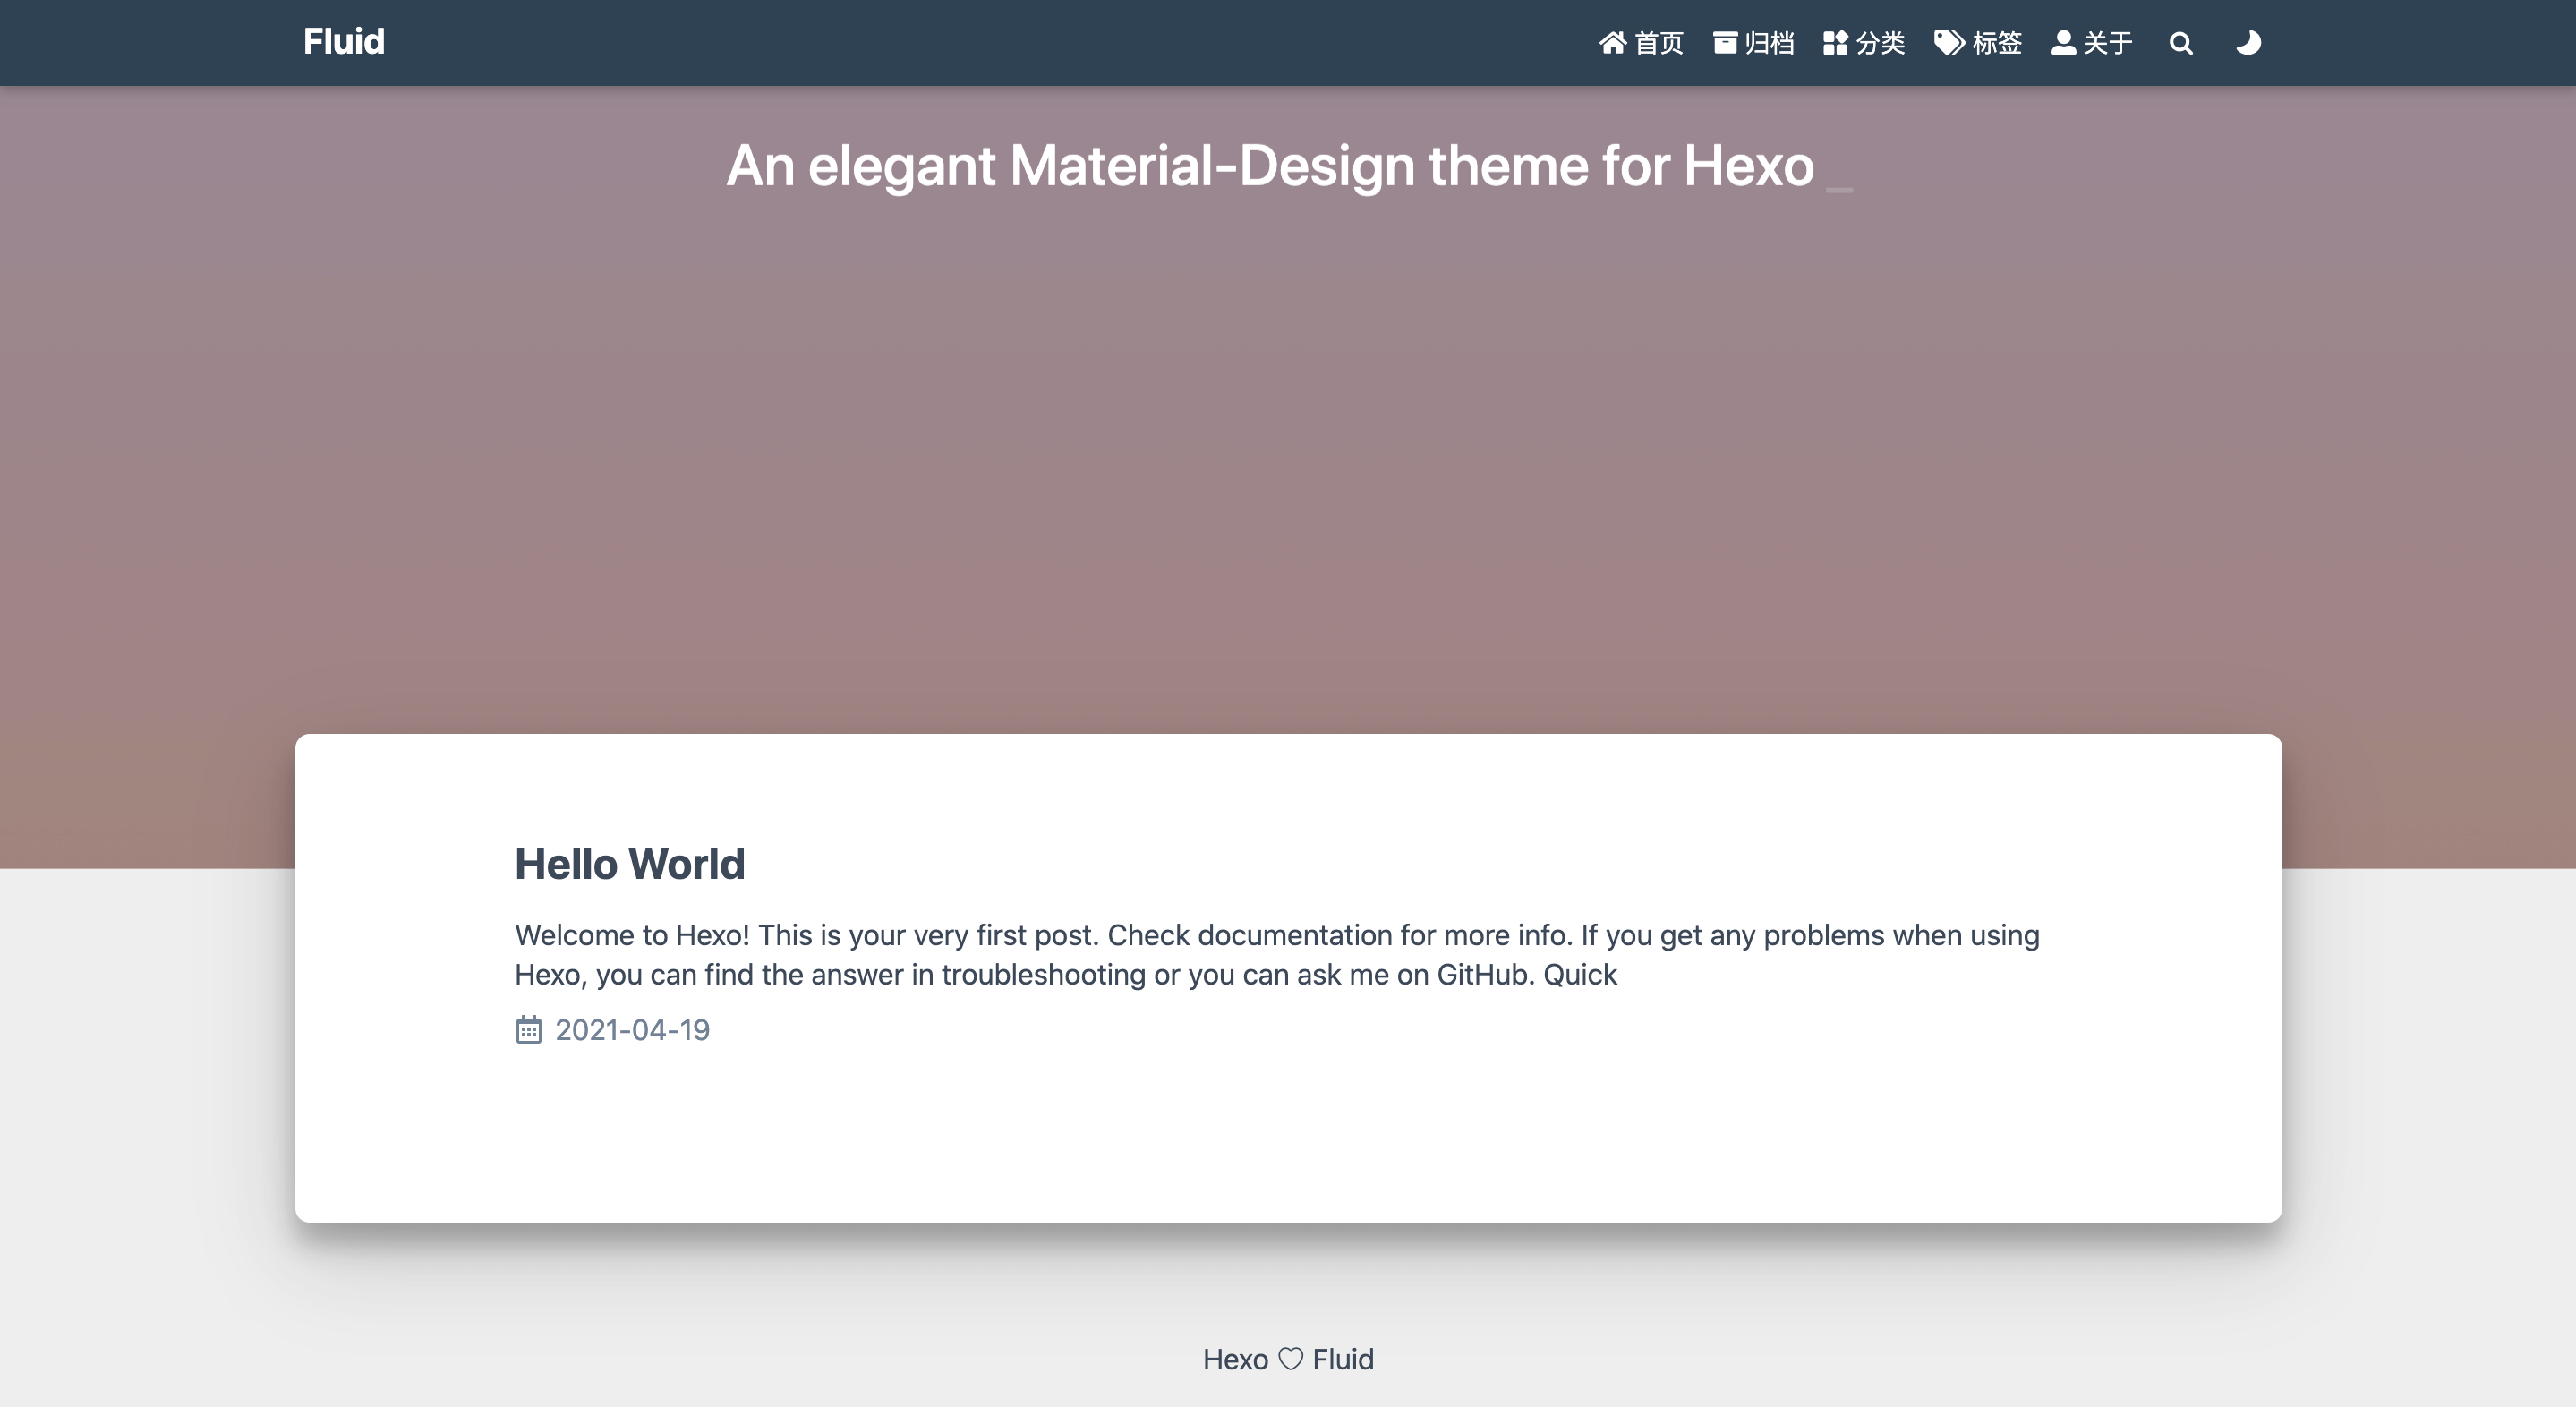 Fluid
首页 归档 分类 标签 关于
An elegant Material-Design theme for Hexo _
Hello World
Welcome to Hexo! This is your very first post. Check documentation for more info. If you get any problems when using
Hexo, you can find the answer in troubleshooting or you can ask me on GitHub. Quick
2021-04-19
Hexo ♡ Fluid